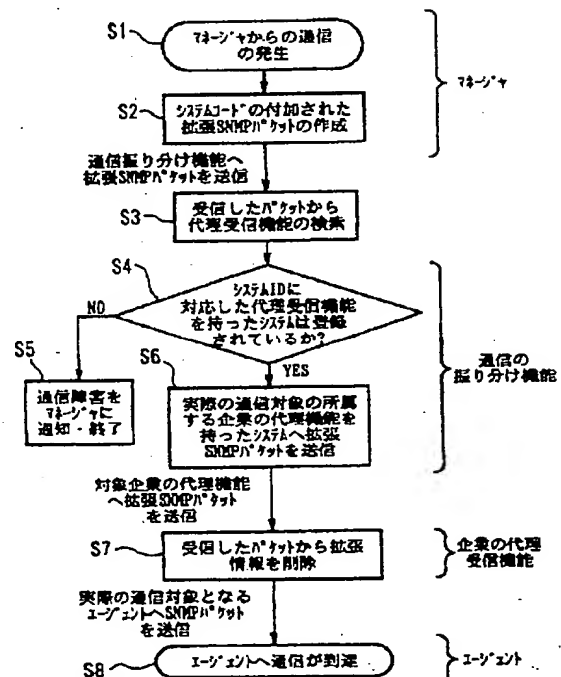 S1
マネージャからの通信
の発生
マネージャ
S2
システムコードの付加された
拡張SNMPパケットの作成
通信振り分け機能へ
拡張SNMPパケットを送信
S3
受信したパケットから
代理受信機能の検索
S4
システムIDに
対応した代理受信機能
を持ったシステムは登録
されているか?
NO
YES
通信の
振り分け機能
S5
通信障害を
マネージャに
通知・終了
S6
実際の通信対象の所属
する企業の代理機能を
持ったシステムへ拡張
SNMPパケットを送信
対象企業の代理機能
へ拡張SNMPパケット
を送信
S7
受信したパケットから拡張
情報を削除
企業の代理
受信機能
実際の通信対象となる
エージェントへSNMPパケット
を送信
S8
エージェントへ通信が到達
エージェント